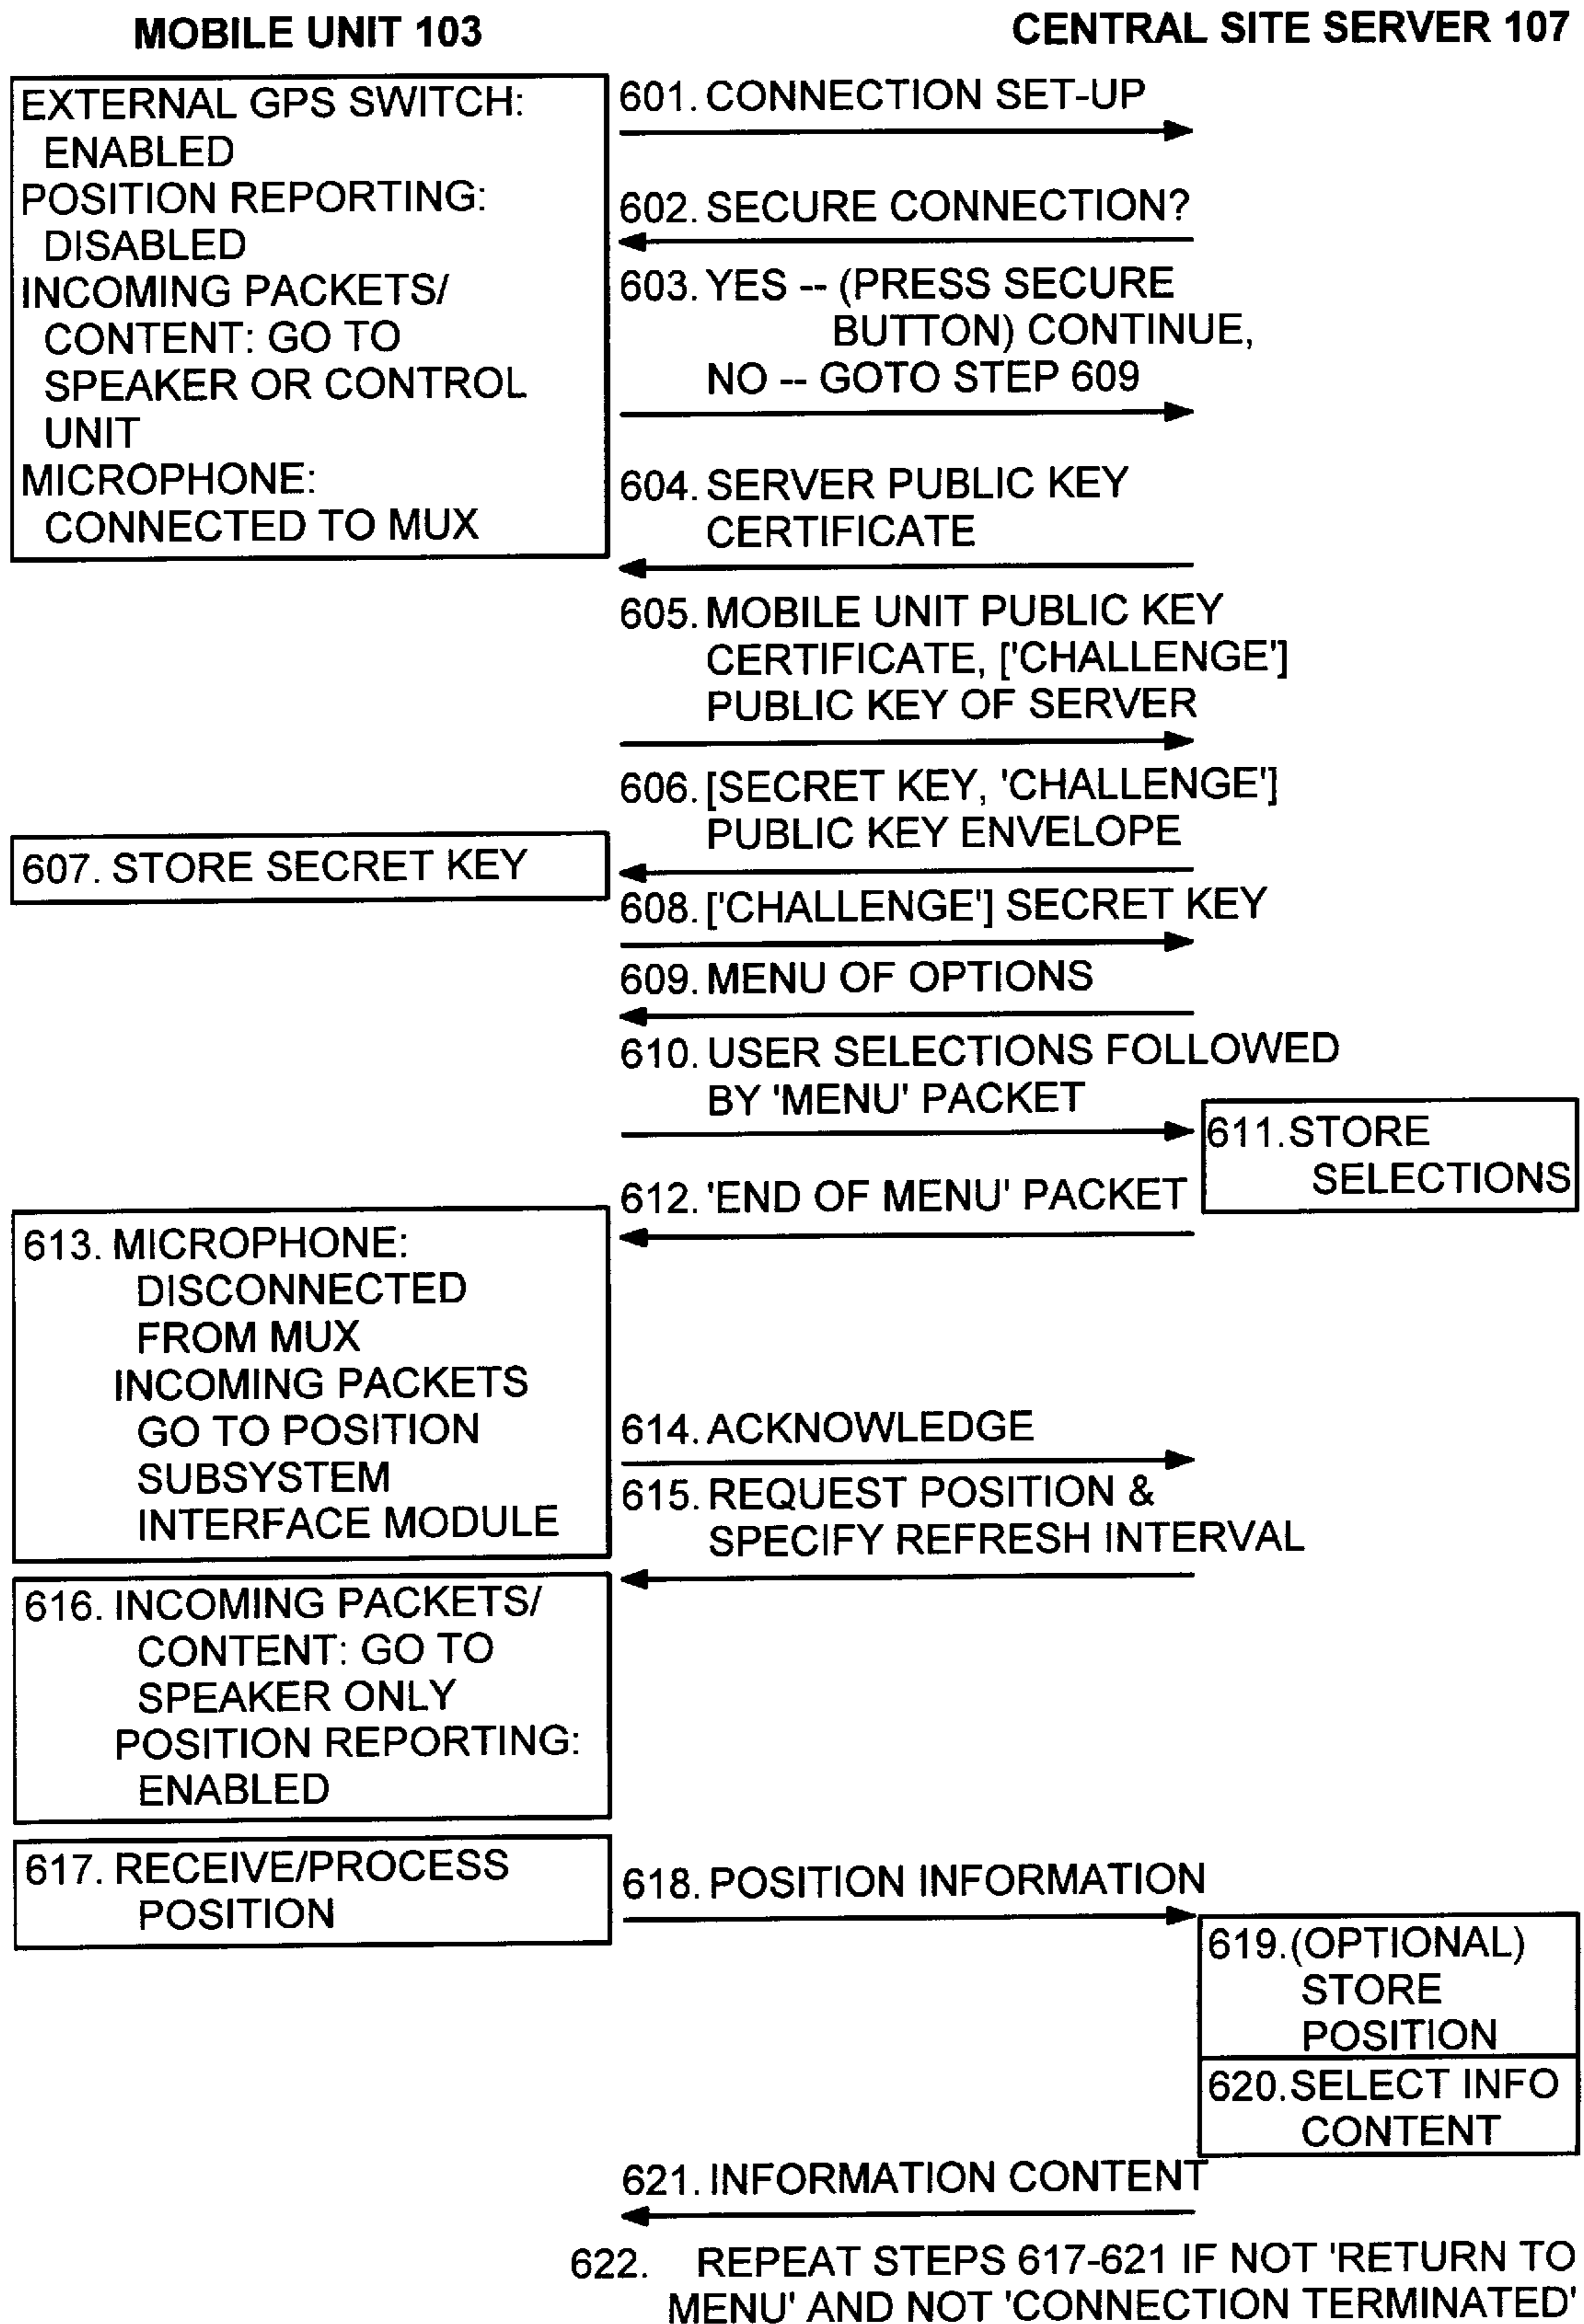 MOBILE UNIT 103
CENTRAL SITE SERVER 107
EXTERNAL GPS SWITCH:
ENABLED
POSITION REPORTING:
DISABLED
INCOMING PACKETS/
CONTENT: GO TO
SPEAKER OR CONTROL
UNIT
MICROPHONE:
CONNECTED TO MUX
601. CONNECTION SET-UP
602. SECURE CONNECTION?
603. YES -- (PRESS SECURE
BUTTON) CONTINUE,
NO -- GOTO STEP 609
604. SERVER PUBLIC KEY
CERTIFICATE
605. MOBILE UNIT PUBLIC KEY
CERTIFICATE, ['CHALLENGE']
PUBLIC KEY OF SERVER
606. [SECRET KEY, 'CHALLENGE']
PUBLIC KEY ENVELOPE
607. STORE SECRET KEY
608. ['CHALLENGE'] SECRET KEY
609. MENU OF OPTIONS
610. USER SELECTIONS FOLLOWED
BY 'MENU' PACKET
611. STORE
SELECTIONS
612. 'END OF MENU' PACKET
613. MICROPHONE:
DISCONNECTED
FROM MUX
INCOMING PACKETS
GO TO POSITION
SUBSYSTEM
INTERFACE MODULE
614. ACKNOWLEDGE
615. REQUEST POSITION &
SPECIFY REFRESH INTERVAL
616. INCOMING PACKETS/
CONTENT: GO TO
SPEAKER ONLY
POSITION REPORTING:
ENABLED
617. RECEIVE/PROCESS
POSITION
618. POSITION INFORMATION
619. (OPTIONAL)
STORE
POSITION
620. SELECT INFO
CONTENT
621. INFORMATION CONTENT
622. REPEAT STEPS 617-621 IF NOT 'RETURN TO
MENU' AND NOT 'CONNECTION TERMINATED'